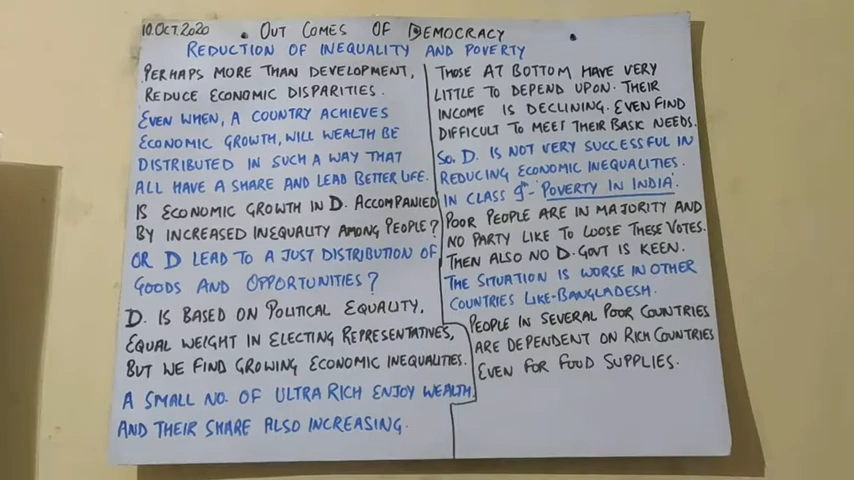 10.OCT.2020 . OUT COMES OF DEMOCRACY .
REDUCTION OF INEQUALITY AND POVERTY
PERHAPS MORE THAN DEVELOPMENT,
REDUCE ECONOMIC DISPARITIES.
EVEN WHEN, A COUNTRY ACHIEVES
ECONOMIC GROWTH, WILL WEALTH BE
DISTRIBUTED IN SUCH A WAY THAT
ALL HAVE A SHARE AND LEAD BETTER LIFE.
IS ECONOMIC GROWTH IN D. ACCOMPANIED
BY INCREASED INEQUALITY AMONG PEOPLE?
OR D LEAD TO A JUST DISTRIBUTION OF
GOODS AND OPPORTUNITIES?
D. IS BASED ON POLITICAL EQUALITY,
EQUAL WEIGHT IN ELECTING REPRESENTATIVES,
BUT WE FIND GROWING ECONOMIC INEQUALITIES.
A SMALL NO. OF ULTRA RICH ENJOY WEALTH
AND THEIR SHARE ALSO INCREASING.
THOSE AT BOTTOM HAVE VERY
LITTLE TO DEPEND UPON. THEIR
INCOME IS DECLINING. EVEN FIND
DIFFICULT TO MEET THEIR BASIC NEEDS.
SO, D. IS NOT VERY SUCCESSFUL IN
REDUCING ECONOMIC INEQUALITIES.
IN CLASS 9th - 'POVERTY IN INDIA'.
POOR PEOPLE ARE IN MAJORITY AND
NO PARTY LIKE TO LOOSE THESE VOTES.
THEN ALSO NO D. GOVT IS KEEN.
THE SITUATION IS WORSE IN OTHER
COUNTRIES LIKE-BANGLADESH.
PEOPLE IN SEVERAL POOR COUNTRIES
ARE DEPENDENT ON RICH COUNTRIES
EVEN FOR FOOD SUPPLIES.